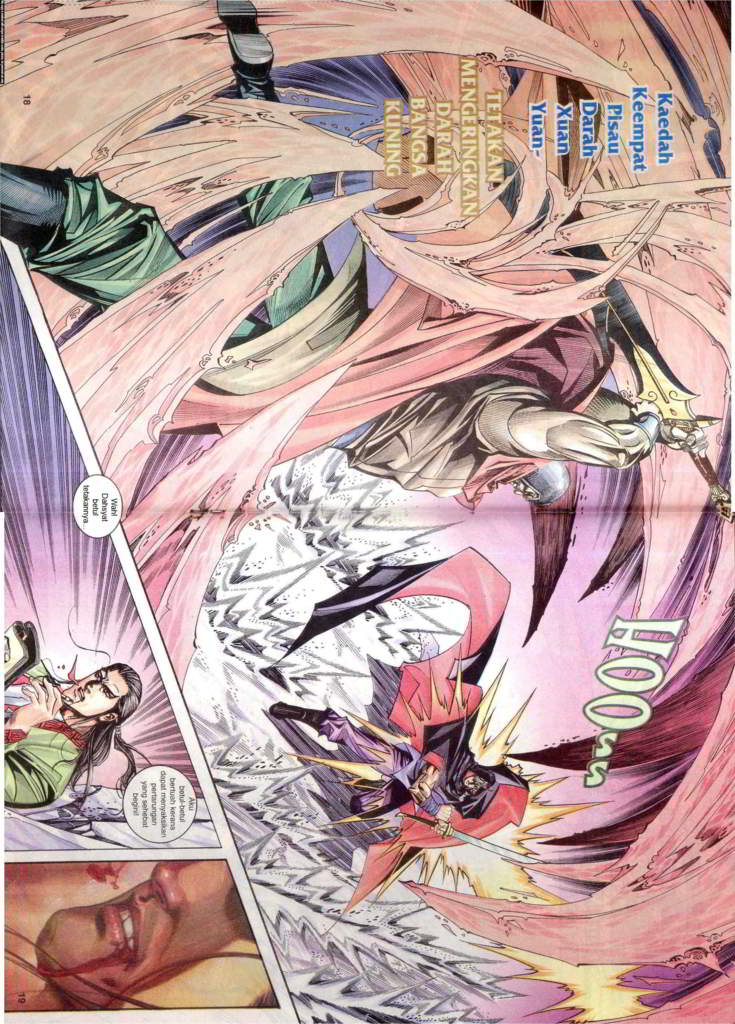 Kaedah
Keempat
Pisau
Darah
Xuan
Yuan-
TETAKAN
MENGERINGKAN
DARAH
BANGSA
KUNING
HOO..
Wah!
Dahsyat
betul
tetakannya.
Aku
betul-betul
bertuah kerana
dapat menyaksikan
pertarungan
yang sehebat
begini!
18
19